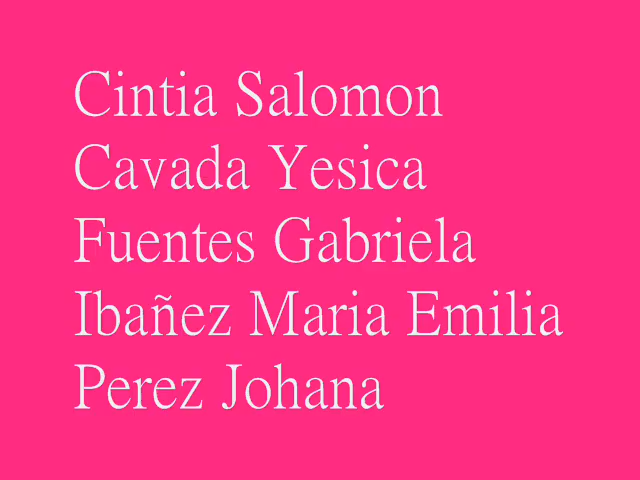 Cintia Salomon
Cavada Yesica
Fuentes Gabriela
Ibañez Maria Emilia
Perez Johana